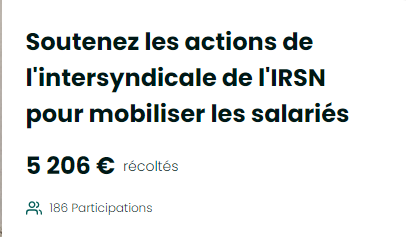 Soutenez les actions de
l'intersyndicale de l'IRSN
pour mobiliser les salariés
5 206 € récoltés
186 Participations